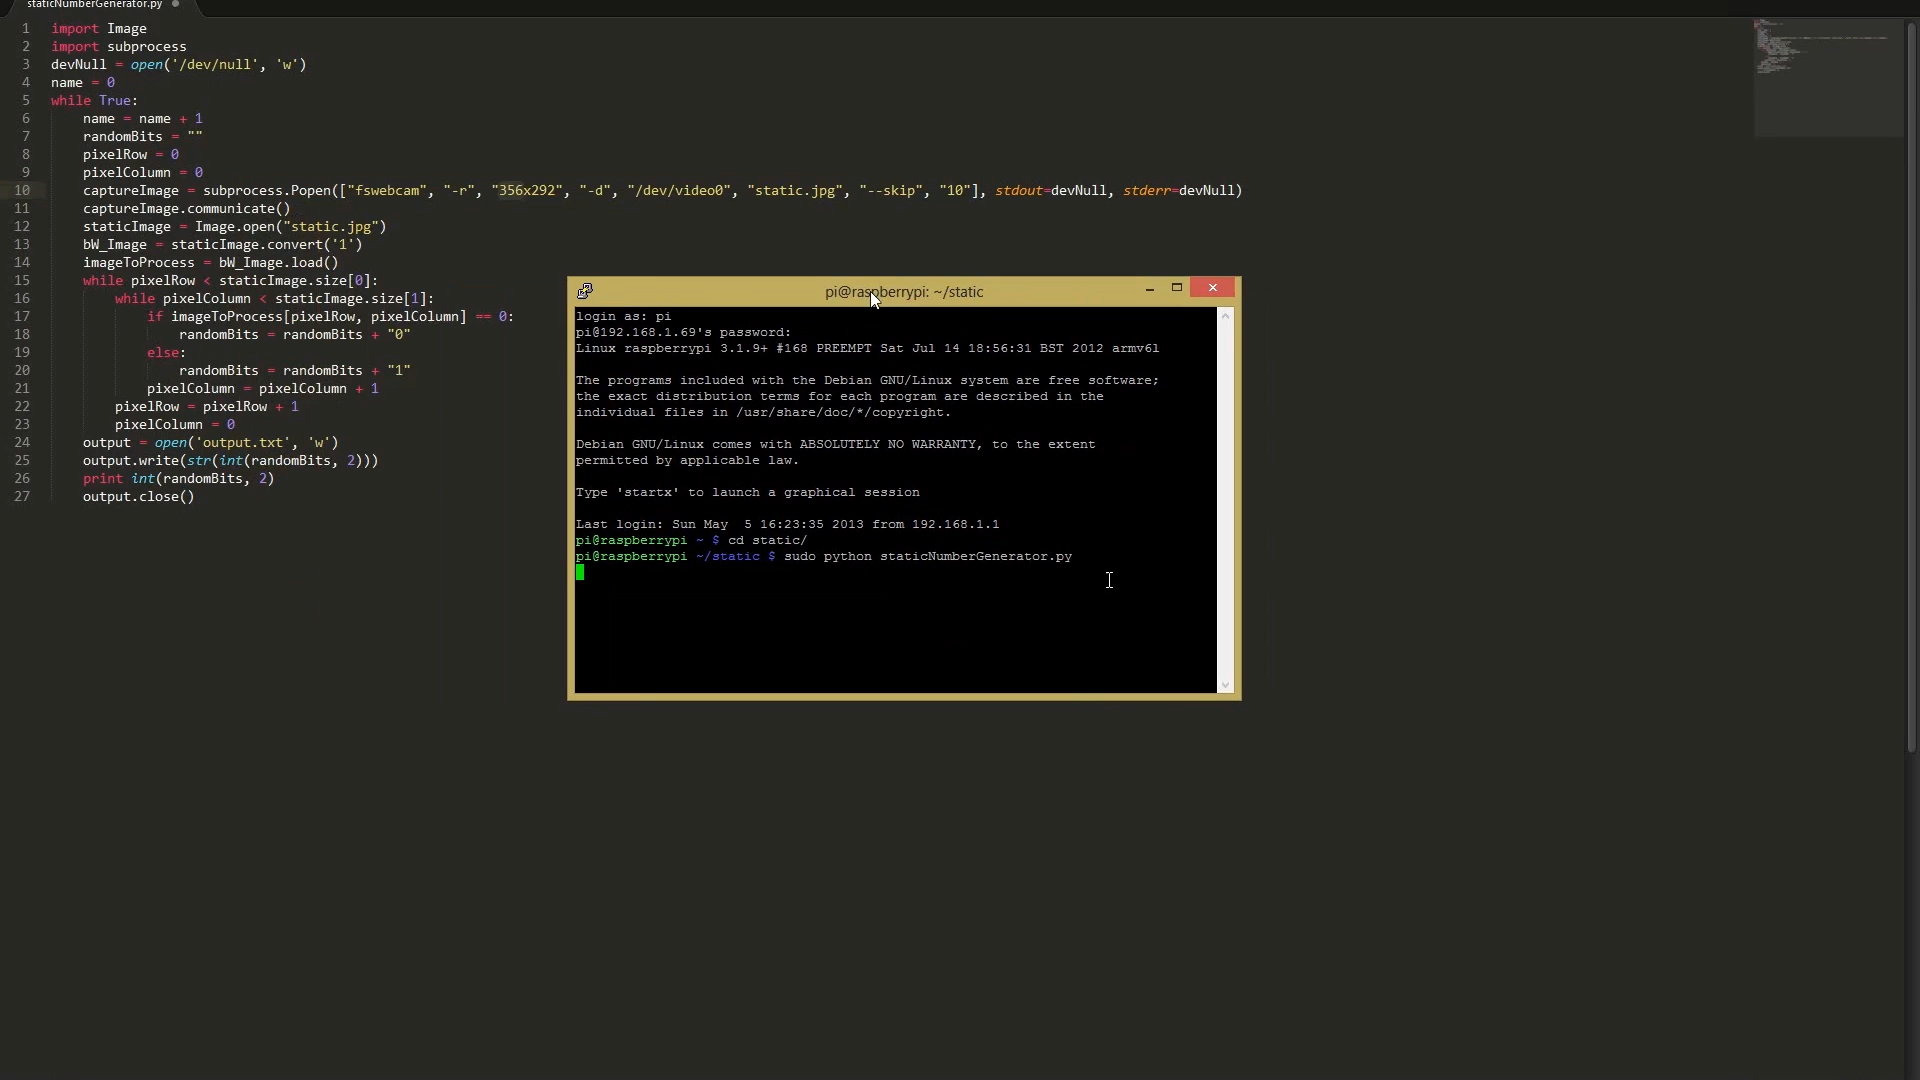 staticNumberGenerator.py
1 import Image
2 import subprocess
3 devNull = open('/dev/null', 'w')
4 name = 0
5 while True:
6 name = name + 1
7 randomBits = ""
8 pixelRow = 0
9 pixelColumn = 0
10 captureImage = subprocess.Popen(["fswebcam", "-r", "356x292", "-d", "/dev/video0", "static.jpg", "--skip", "10"], stdout=devNull, stderr=devNull)
11 captureImage.communicate()
12 staticImage = Image.open("static.jpg")
13 bW_Image = staticImage.convert('1')
14 imageToProcess = bW_Image.load()
15 while pixelRow < staticImage.size[0]:
16 while pixelColumn < staticImage.size[1]:
17 if imageToProcess[pixelRow, pixelColumn] == 0:
18 randomBits = randomBits + "0"
19 else:
20 randomBits = randomBits + "1"
21 pixelColumn = pixelColumn + 1
22 pixelRow = pixelRow + 1
23 pixelColumn = 0
24 output = open('output.txt', 'w')
25 output.write(str(int(randomBits, 2)))
26 print int(randomBits, 2)
27 output.close()
pi@raspberrypi: ~/static
login as: pi
pi@192.168.1.69's password:
Linux raspberrypi 3.1.9+ #168 PREEMPT Sat Jul 14 18:56:31 BST 2012 armv6l
The programs included with the Debian GNU/Linux system are free software;
the exact distribution terms for each program are described in the
individual files in /usr/share/doc/*/copyright.
Debian GNU/Linux comes with ABSOLUTELY NO WARRANTY, to the extent
permitted by applicable law.
Type 'startx' to launch a graphical session
Last login: Sun May  5 16:23:35 2013 from 192.168.1.1
pi@raspberrypi ~ $ cd static/
pi@raspberrypi ~/static $ sudo python staticNumberGenerator.py